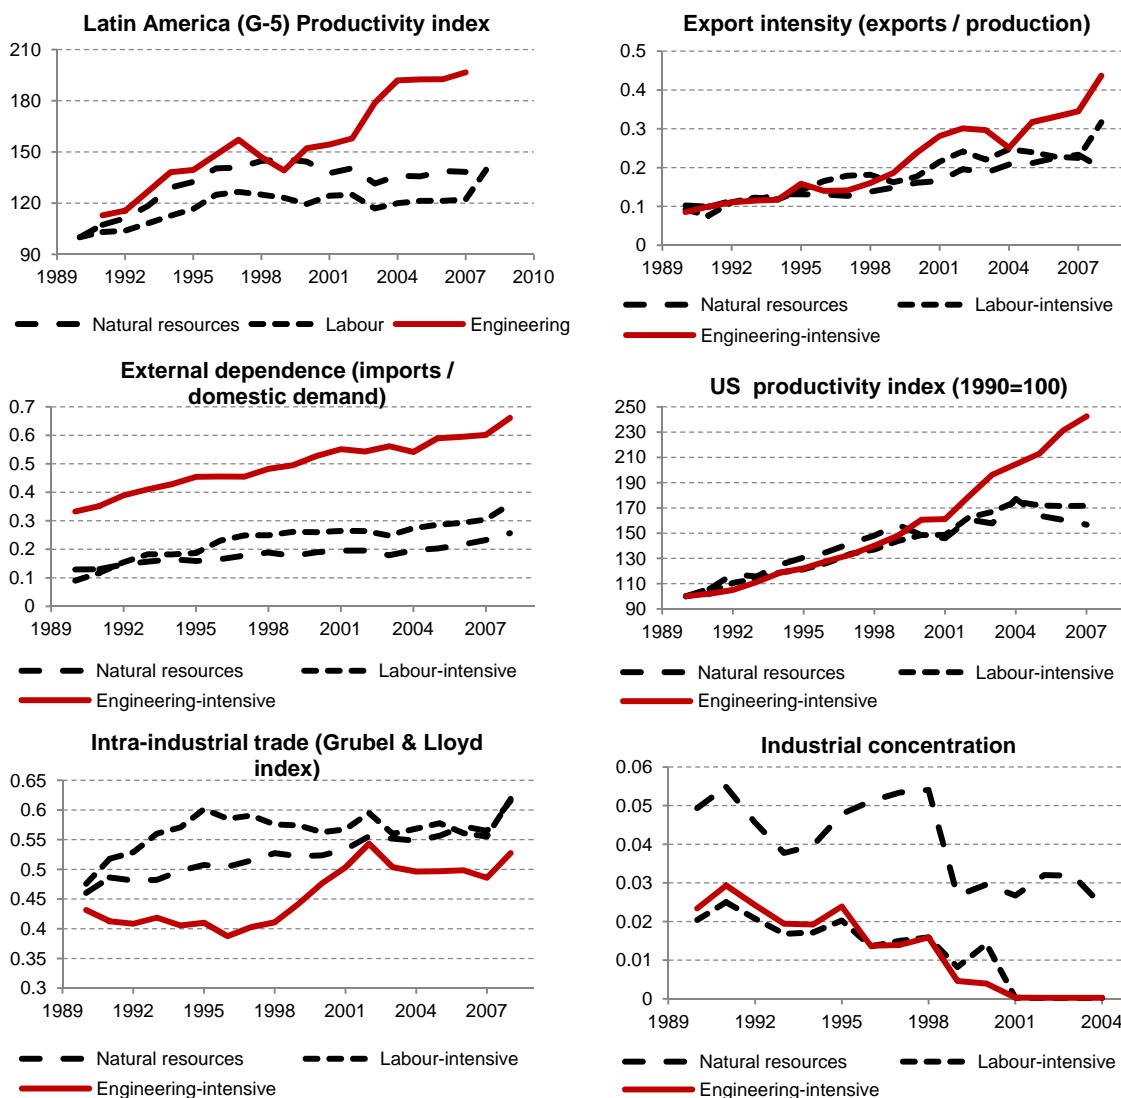 Latin America (G-5) Productivity index
210
180
150
120
90
1989 1992 1995 1998 2001 2004 2007 2010
Natural resources Labour Engineering
Export intensity (exports / production)
0.5
0.4
0.3
0.2
0.1
0
1989 1992 1995 1998 2001 2004 2007
Natural resources Labour-intensive
Engineering-intensive
External dependence (imports /
domestic demand)
0.7
0.6
0.5
0.4
0.3
0.2
0.1
0
1989 1992 1995 1998 2001 2004 2007
Natural resources Labour-intensive
Engineering-intensive
US productivity index (1990=100)
250
230
210
190
170
150
130
110
90
1989 1992 1995 1998 2001 2004 2007
Natural resources Labour-intensive
Engineering-intensive
Intra-industrial trade (Grubel & Lloyd
index)
0.65
0.6
0.55
0.5
0.45
0.4
0.35
0.3
1989 1992 1995 1998 2001 2004 2007
Natural resources Labour-intensive
Engineering-intensive
Industrial concentration
0.06
0.05
0.04
0.03
0.02
0.01
0
1989 1992 1995 1998 2001 2004
Natural resources Labour-intensive
Engineering-intensive